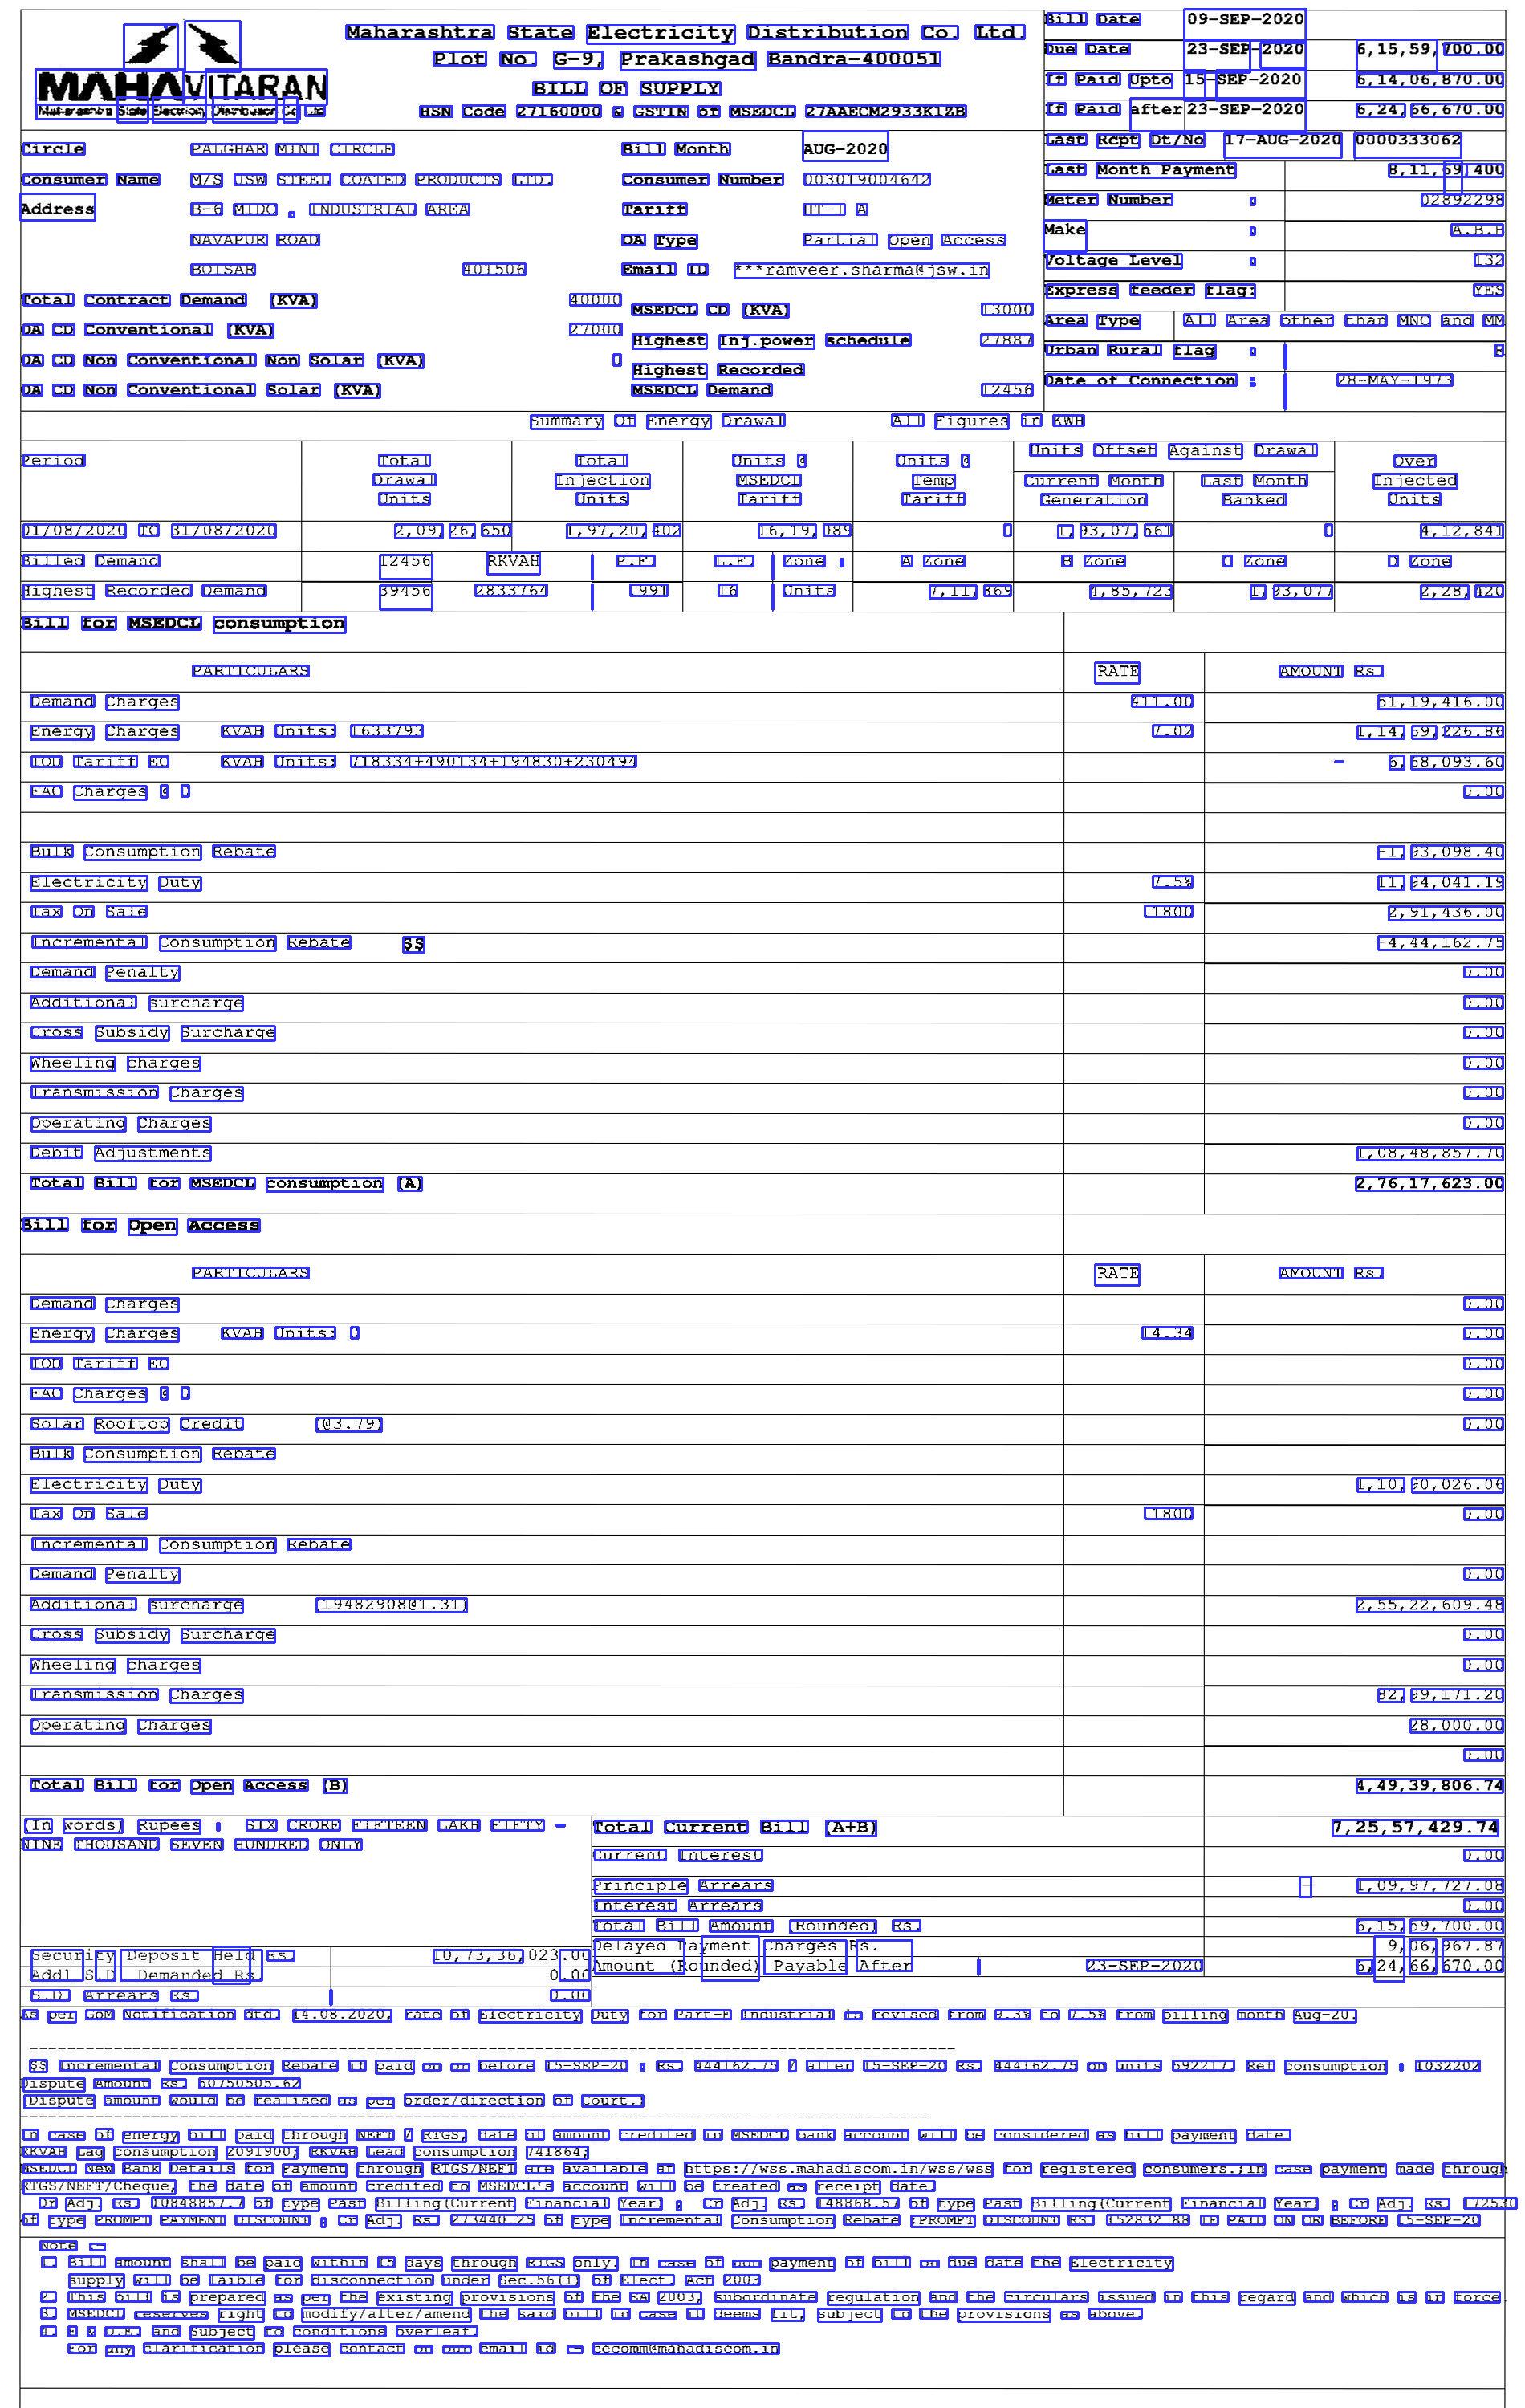 Maharashtra State Electricity Distribution Co. Ltd.
Plot No. G-9, Prakashgad Bandra-400051
BILL OF SUPPLY
HSN Code 27160000 & GSTIN of MSEDCL 27AAECM2933K1ZB
MAHAVITARAN
Maharashtra State Electricity Distribution Co. Ltd.
Bill Date 09-SEP-2020
Due Date 23-SEP-2020 6,15,59,700.00
If Paid Upto 15-SEP-2020 6,14,06,870.00
If Paid after 23-SEP-2020 6,24,66,670.00
Last Rcpt Dt/No 17-AUG-2020 0000333062
Last Month Payment
Meter Number : 02892298
Make : A.B.B
Voltage Level : 132
Express feeder flag: YES
Area Type All Area other than MNC and MM
Urban Rural flag : R
Date of Connection : 28-MAY-1973
Circle PALGHAR MINI CIRCLE Bill Month AUG-2020
Consumer Name M/S JSW STEEL COATED PRODUCTS LTD. Consumer Number 003019004642
Address B-6 MIDC , INDUSTRIAL AREA Tariff HT-I A
NAVAPUR ROAD OA Type Partial Open Access
BOISAR 401506 Email ID ***ramveer.sharma@jsw.in
Total Contract Demand (KVA) 40000 MSEDCL CD (KVA) 13000
OA CD Conventional (KVA) 27000 Highest Inj.power schedule 27887
OA CD Non Conventional Non Solar (KVA) 0 Highest Recorded
OA CD Non Conventional Solar (KVA) MSEDCL Demand 12456
Summary Of Energy Drawal All Figures in KWH
Period Total Drawal Units Total Injection Units Units @ MSEDCl Tariff Units @ Temp Tariff Units Offset Against Drawal Current Month Generation Last Month Banked Over Injected Units
01/08/2020 TO 31/08/2020 2,09,26,650 1,97,20,402 16,19,089 0 1,93,07,561 0 4,12,841
Billed Demand 12456 RKVAH P.F. L.F. Zone : A Zone B Zone C Zone D Zone
Highest Recorded Demand 39456 2833764 .991 16 Units 7,11,869 4,85,723 1,93,077 2,28,420
Bill for MSEDCL consumption
PARTICULARS RATE AMOUNT Rs.
Demand Charges 411.00 51,19,416.00
Energy Charges KVAH Units: 1633793 7.02 1,14,69,226.86
TOD Tariff EC KVAH Units: 718334+490134+194830+230494 - 6,68,093.60
FAC Charges @ 0 0.00
Bulk Consumption Rebate -1,93,098.40
Electricity Duty 7.5% 11,94,041.19
Tax On Sale .1800 2,91,436.00
Incremental Consumption Rebate $$ -4,44,162.75
Demand Penalty 0.00
Additional surcharge 0.00
Cross Subsidy Surcharge 0.00
Wheeling charges 0.00
Transmission Charges 0.00
Operating Charges 0.00
Debit Adjustments 1,08,48,857.70
Total Bill for MSEDCL consumption (A) 2,76,17,623.00
Bill for Open Access
PARTICULARS RATE AMOUNT Rs.
Demand Charges 0.00
Energy Charges KVAH Units: 0 14.34 0.00
TOD Tariff EC 0.00
FAC Charges @ 0 0.00
Solar Rooftop Credit (@3.79) 0.00
Bulk Consumption Rebate
Electricity Duty 1,10,90,026.06
Tax On Sale .1800 0.00
Incremental Consumption Rebate
Demand Penalty 0.00
Additional surcharge (19482908@1.31) 2,55,22,609.48
Cross Subsidy Surcharge 0.00
Wheeling charges 0.00
Transmission Charges 82,99,171.20
Operating Charges 28,000.00
0.00
Total Bill for Open Access (B) 4,49,39,806.74
(In words) Rupees : SIX CRORE FIFTEEN LAKH FIFTY -
NINE THOUSAND SEVEN HUNDRED ONLY
Total Current Bill (A+B) 7,25,57,429.74
Current Interest 0.00
Principle Arrears - 1,09,97,727.08
Interest Arrears 0.00
Total Bill Amount (Rounded) Rs. 6,15,59,700.00
Security Deposit Held Rs. 10,73,36,023.00 Delayed Payment Charges Rs. 9,06,967.87
Addl S.D Demanded Rs. 0.00 Amount (Rounded) Payable After 23-SEP-2020 6,24,66,670.00
S.D. Arrears Rs. 0.00
As per GoM Notification dtd. 14.08.2020, rate of Electricity Duty for Part-F Industrial is revised from 9.3% to 7.5% from billing month Aug-20.
$$ Incremental Consumption Rebate if paid on or before 15-SEP-20 : Rs. 444162.75 / after 15-SEP-20 Rs. 444162.75 on units 592217. Ref consumption : 1032202
Dispute Amount Rs. 60750505.62
(Dispute amount would be realised as per order/direction of Court.)
In case of energy bill paid through NEFT / RTGS, date of amount credited in MSEDCL bank account will be considered as bill payment date.
RKVAH Lag consumption 2091900; RKVAH Lead consumption 741864;
MSEDCL New Bank Details for Payment through RTGS/NEFT are available at https://wss.mahadiscom.in/wss/wss for registered consumers.;In case payment made through
RTGS/NEFT/Cheque, the date of amount credited to MSEDCL's account will be treated as receipt date.
Dr Adj. Rs. 10848857.7 of type Past Billing(Current Financial Year) ; Cr Adj. Rs. 148868.57 of type Past Billing(Current Financial Year) ; Cr Adj. Rs. 172530
of type PROMPT PAYMENT DISCOUNT ; Cr Adj. Rs. 273440.25 of type Incremental Consumption Rebate ;PROMPT DISCOUNT RS. 152832.88 IF PAID ON OR BEFORE 15-SEP-20
Note :-
1. Bill amount shall be paid within 15 days through RTGS only. In case of non payment of bill on due date the Electricity
supply will be laible for disconnection under Sec.56(1) of Elect. Act 2003
2. This bill is prepared as per the existing provisions of the EA 2003, subordinate regulation and the circulars issued in this regard and which is in force.
3. MSEDCL reserves right to modify/alter/amend the said bill in case it deems fit, subject to the provisions as above.
4. E & O.E. and Subject to conditions overleaf.
For any clarification please contact on our email id :- cecomm@mahadiscom.in